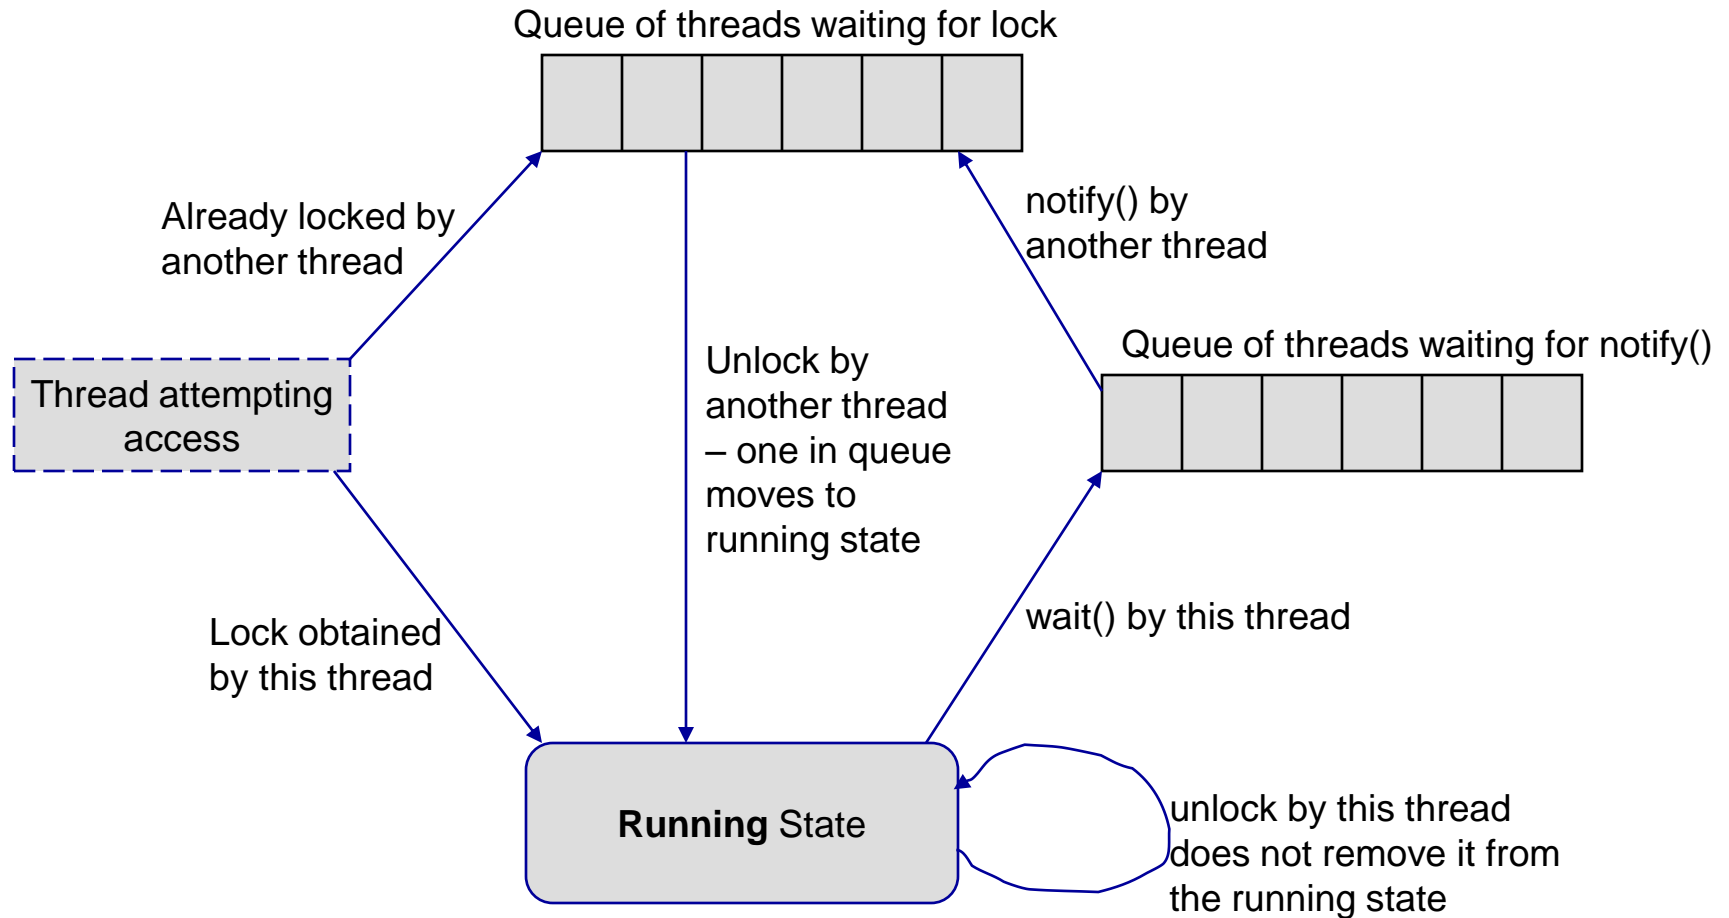 Queue of threads waiting for lock
Already locked by
another thread
notify() by
another thread
Thread attempting
access
Unlock by
another thread
– one in queue
moves to
running state
Queue of threads waiting for notify()
Lock obtained
by this thread
wait() by this thread
Running State
unlock by this thread
does not remove it from
the running state